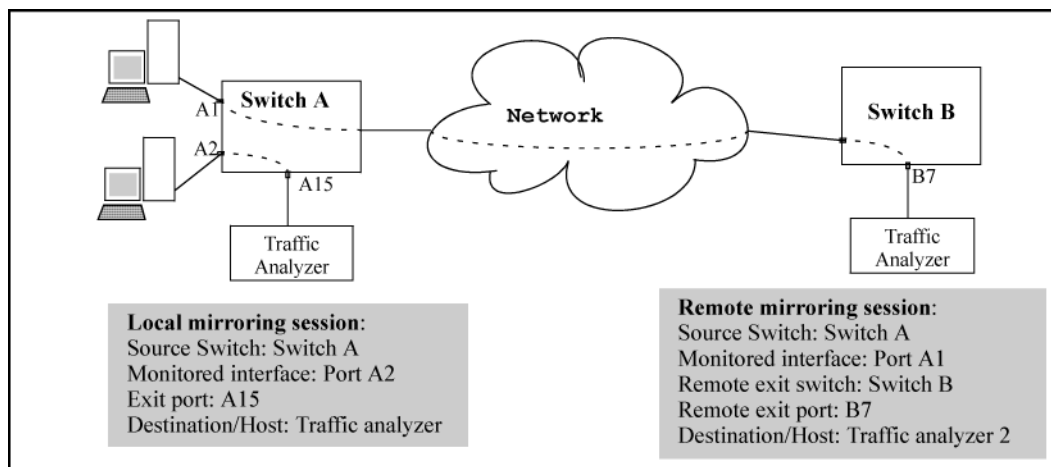 Switch A
A1
A2
A15
Traffic
Analyzer
Network
Switch B
B7
Traffic
Analyzer
Local mirroring session:
Source Switch: Switch A
Monitored interface: Port A2
Exit port: A15
Destination/Host: Traffic analyzer
Remote mirroring session:
Source Switch: Switch A
Monitored interface: Port A1
Remote exit switch: Switch B
Remote exit port: B7
Destination/Host: Traffic analyzer 2